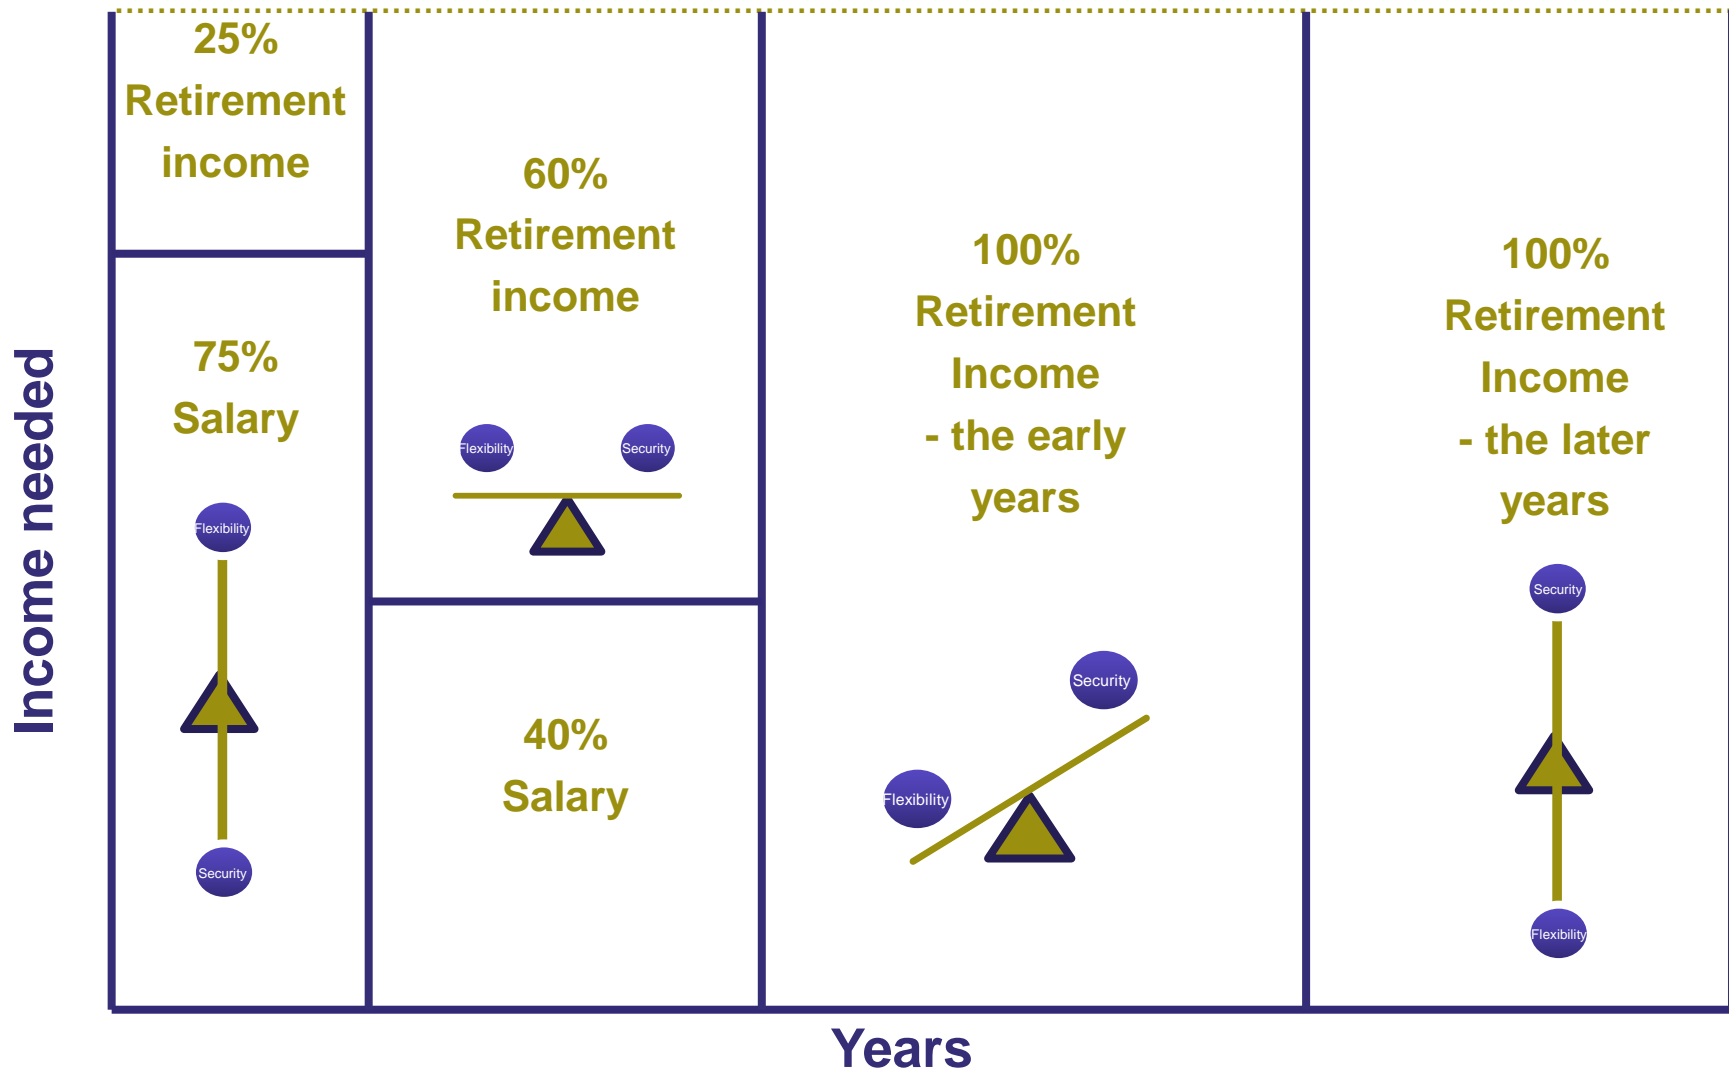 Income needed
25%
Retirement
income
75%
Salary
Flexibility
Security
60%
Retirement
income
Flexibility
Security
40%
Salary
100%
Retirement
Income
- the early
years
Security
Flexibility
100%
Retirement
Income
- the later
years
Security
Flexibility
Years